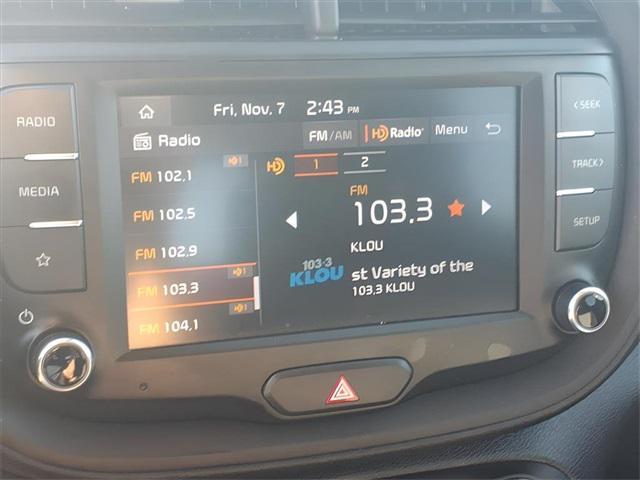 Fri, Nov. 7 2:43 PM
Radio FM/AM HD Radio Menu
FM 102.1
FM 102.5
FM 102.9
FM 103.3
FM 104.1
HD 1 2
FM
103.3
KLOU
103·3
KLOU
st Variety of the
103.3 KLOU
RADIO
MEDIA
< SEEK
TRACK >
SETUP